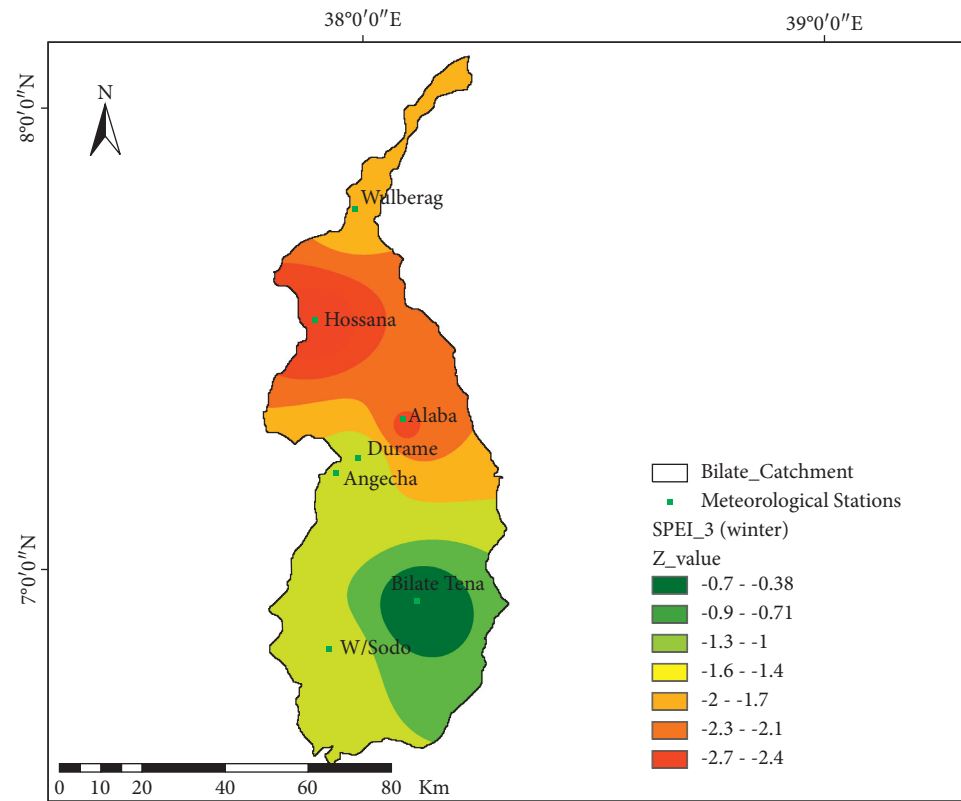 38°0′0″E
39°0′0″E
8°0′0″N
N
Wulberag
Hossana
Alaba
Durame
Angecha
7°0′0″N
Bilate Tena
W/Sodo
Bilate_Catchment
Meteorological Stations
SPEI_3 (winter)
Z_value
-0.7 - -0.38
-0.9 - -0.71
-1.3 - -1
-1.6 - -1.4
-2 - -1.7
-2.3 - -2.1
-2.7 - -2.4
0 10 20 40 60 80 Km